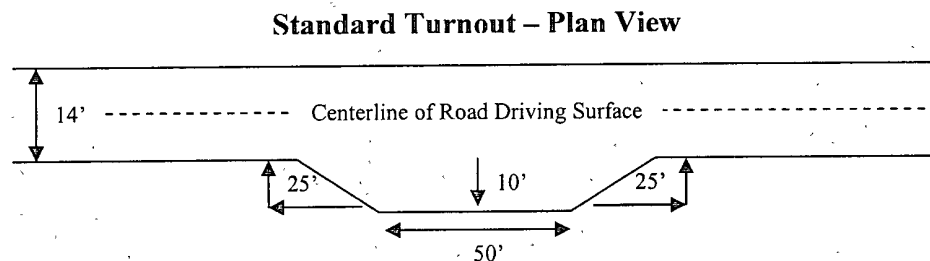 Standard Turnout – Plan View
14'
Centerline of Road Driving Surface
25'
10'
25'
50'